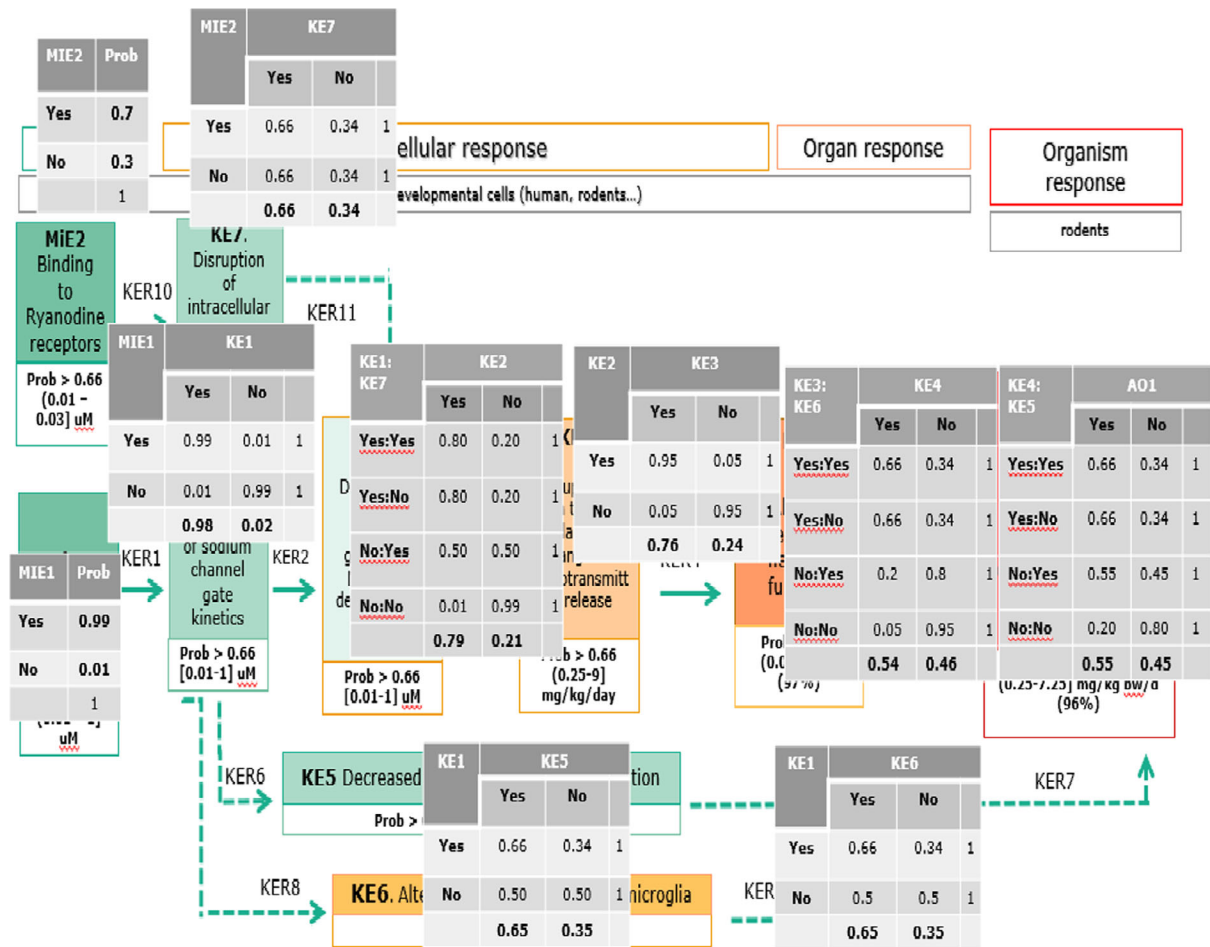 MIE2 Prob
Yes 0.7
No 0.3
1
MIE2 KE7
Yes No
Yes 0.66 0.34 1
No 0.66 0.34 1
0.66 0.34
ellular response
Organ response
Organism
response
evelopmental cells (human, rodents...)
rodents
MiE2
Binding
to
Ryanodine
receptors
Prob > 0.66
(0.01 –
0.03] uM
KER10
KE7.
Disruption
of
intracellular
KER11
MIE1 KE1
Yes No
Yes 0.99 0.01 1
No 0.01 0.99 1
0.98 0.02
KE1:
KE7
KE2
Yes No
Yes:Yes 0.80 0.20 1
Yes:No 0.80 0.20 1
No:Yes 0.50 0.50 1
No:No 0.01 0.99 1
0.79 0.21
KE2 KE3
Yes No
Yes 0.95 0.05 1
No 0.05 0.95 1
0.76 0.24
KE3:
KE6
KE4
Yes No
Yes:Yes 0.66 0.34 1
Yes:No 0.66 0.34 1
No:Yes 0.2 0.8 1
No:No 0.05 0.95 1
0.54 0.46
KE4:
KE5
AO1
Yes No
Yes:Yes 0.66 0.34 1
Yes:No 0.66 0.34 1
No:Yes 0.55 0.45 1
No:No 0.20 0.80 1
0.55 0.45
MIE1 Prob
Yes 0.99
No 0.01
1
uM
KER1
of sodium
channel
gate
kinetics
Prob > 0.66
[0.01-1] uM
KER2
Prob > 0.66
[0.01-1] uM
otransmitt
release
Prob > 0.66
(0.25-9]
mg/kg/day
fu
Prob
(0.0
(97%)
(0.25-7.25] mg/kg bw/d
(96%)
KER6
KE5 Decreased
tion
Prob >
KE1 KE5
Yes No
Yes 0.66 0.34 1
No 0.50 0.50 1
0.65 0.35
KE1 KE6
Yes No
Yes 0.66 0.34 1
No 0.5 0.5 1
0.65 0.35
KER7
KER8
KE6. Alte
microglia
KER